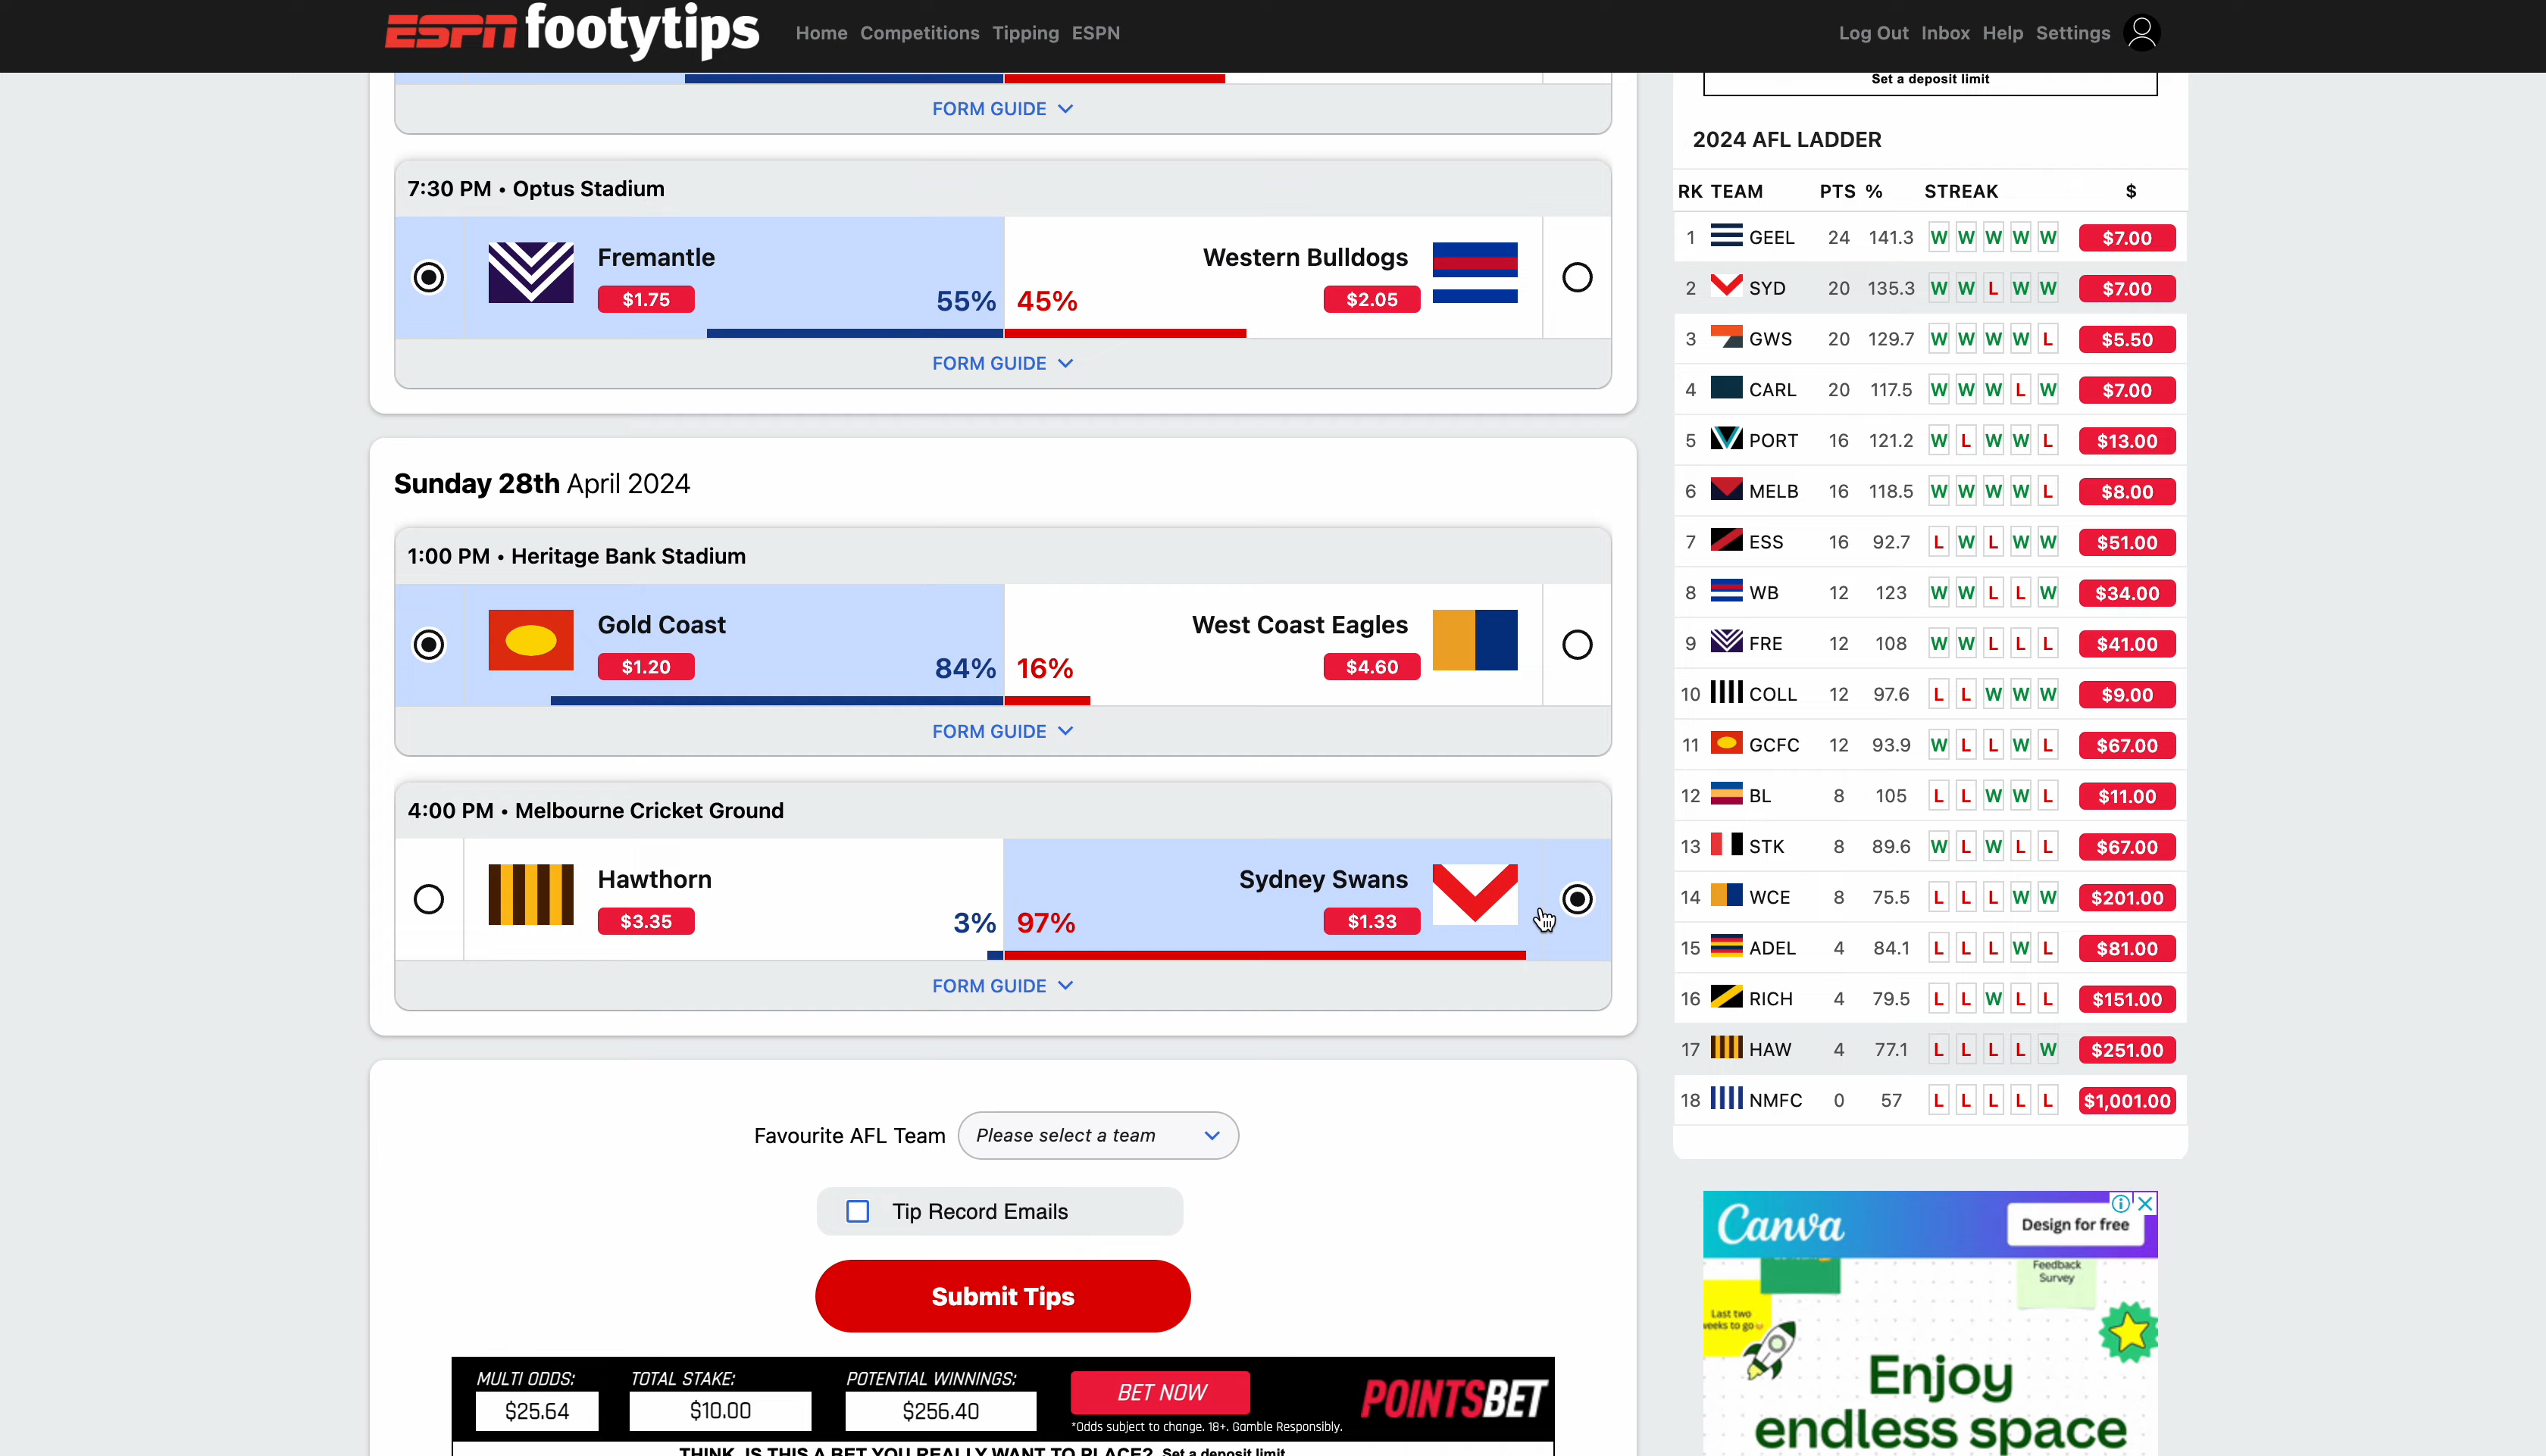 ESPN footytips Home Competitions Tipping ESPN Log Out Inbox Help Settings
FORM GUIDE
7:30 PM • Optus Stadium
Fremantle
$1.75
55%
45%
Western Bulldogs
$2.05
FORM GUIDE
Sunday 28th April 2024
1:00 PM • Heritage Bank Stadium
Gold Coast
$1.20
84%
16%
West Coast Eagles
$4.60
FORM GUIDE
4:00 PM • Melbourne Cricket Ground
Hawthorn
$3.35
3%
97%
Sydney Swans
$1.33
FORM GUIDE
Favourite AFL Team Please select a team
Tip Record Emails
Submit Tips
MULTI ODDS: TOTAL STAKE: POTENTIAL WINNINGS:
$25.64 $10.00 $256.40
BET NOW
*Odds subject to change. 18+. Gamble Responsibly.
POINTSBET
THINK. IS THIS A BET YOU REALLY WANT TO PLACE? Set a deposit limit
Set a deposit limit
2024 AFL LADDER
RK TEAM PTS % STREAK $
1 GEEL 24 141.3 W W W W W $7.00
2 SYD 20 135.3 W W L W W $7.00
3 GWS 20 129.7 W W W W L $5.50
4 CARL 20 117.5 W W W L W $7.00
5 PORT 16 121.2 W L W W L $13.00
6 MELB 16 118.5 W W W W L $8.00
7 ESS 16 92.7 L W L W W $51.00
8 WB 12 123 W W L L W $34.00
9 FRE 12 108 W W L L L $41.00
10 COLL 12 97.6 L L W W W $9.00
11 GCFC 12 93.9 W L L W L $67.00
12 BL 8 105 L L W W L $11.00
13 STK 8 89.6 W L W L L $67.00
14 WCE 8 75.5 L L L W W $201.00
15 ADEL 4 84.1 L L L W L $81.00
16 RICH 4 79.5 L L W L L $151.00
17 HAW 4 77.1 L L L L W $251.00
18 NMFC 0 57 L L L L L $1,001.00
Canva
Design for free
Feedback
Survey
Last two
weeks to go
Enjoy
endless space